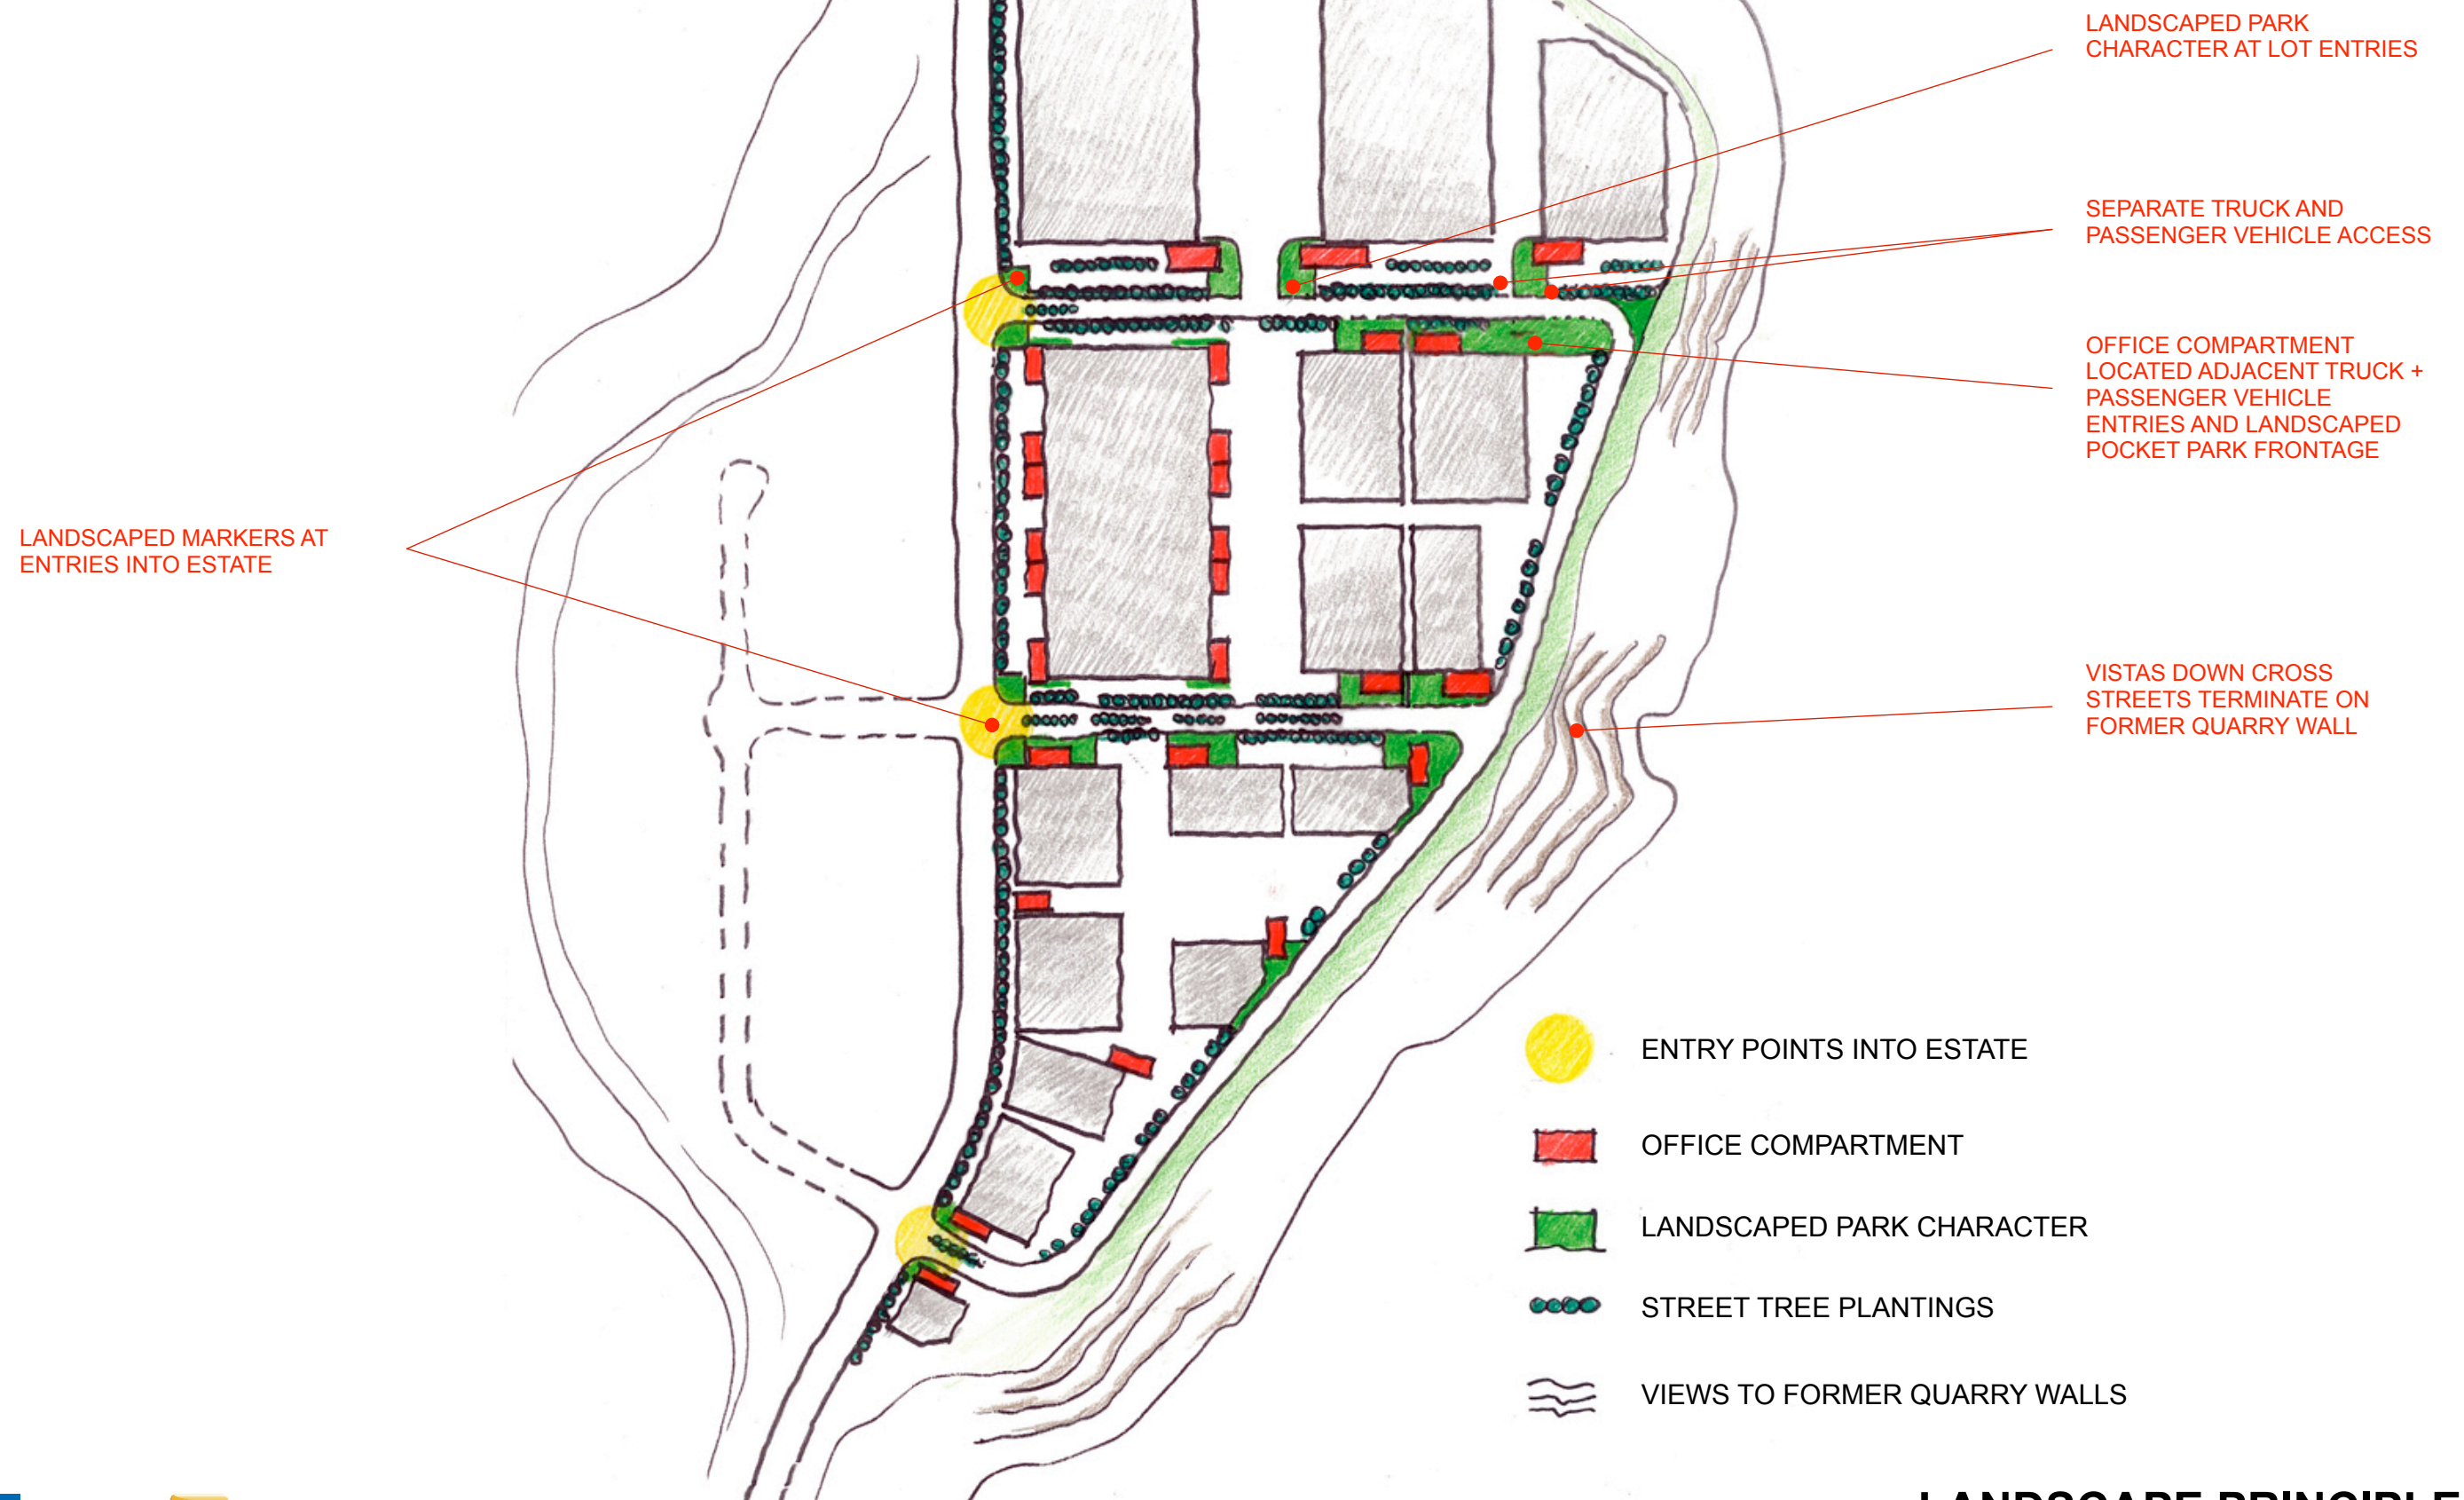 LANDSCAPED PARK
CHARACTER AT LOT ENTRIES
SEPARATE TRUCK AND
PASSENGER VEHICLE ACCESS
OFFICE COMPARTMENT
LOCATED ADJACENT TRUCK +
PASSENGER VEHICLE
ENTRIES AND LANDSCAPED
POCKET PARK FRONTAGE
LANDSCAPED MARKERS AT
ENTRIES INTO ESTATE
VISTAS DOWN CROSS
STREETS TERMINATE ON
FORMER QUARRY WALL
ENTRY POINTS INTO ESTATE
OFFICE COMPARTMENT
LANDSCAPED PARK CHARACTER
STREET TREE PLANTINGS
VIEWS TO FORMER QUARRY WALLS
LANDSCAPE PRINCIPLE